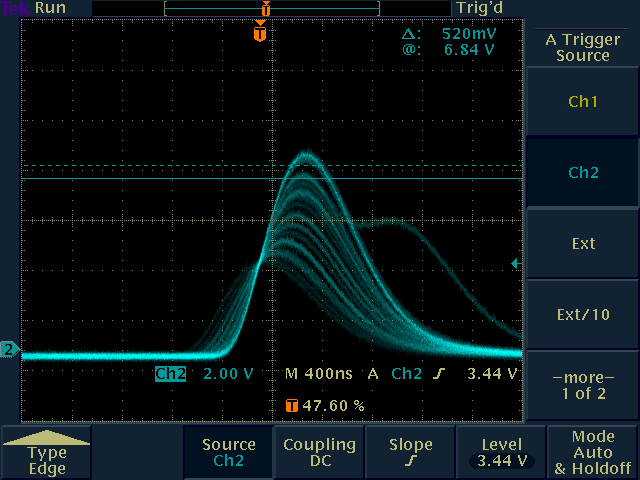 Tek Run Trig'd
T
T
Δ: 520mV
@: 6.84 V
A Trigger
Source
Ch1
Ch2
Ext
Ext/10
—more—
1 of 2
2
Ch2 2.00 V M 400ns A Ch2 3.44 V
T 47.60 %
Type
Edge
Source
Ch2
Coupling
DC
Slope
Level
3.44 V
Mode
Auto
& Holdoff